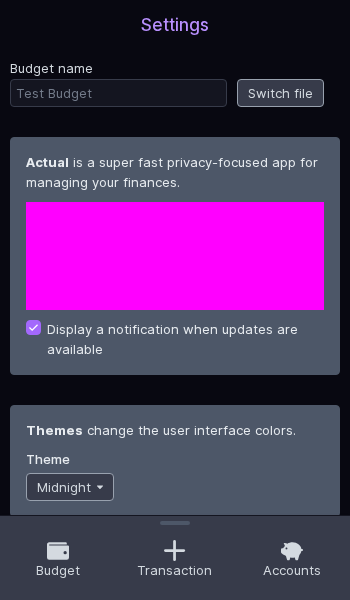 Settings
Budget name
Test Budget
Switch file
Actual is a super fast privacy-focused app for
managing your finances.
Display a notification when updates are
available
Themes change the user interface colors.
Theme
Midnight
Budget
Transaction
Accounts